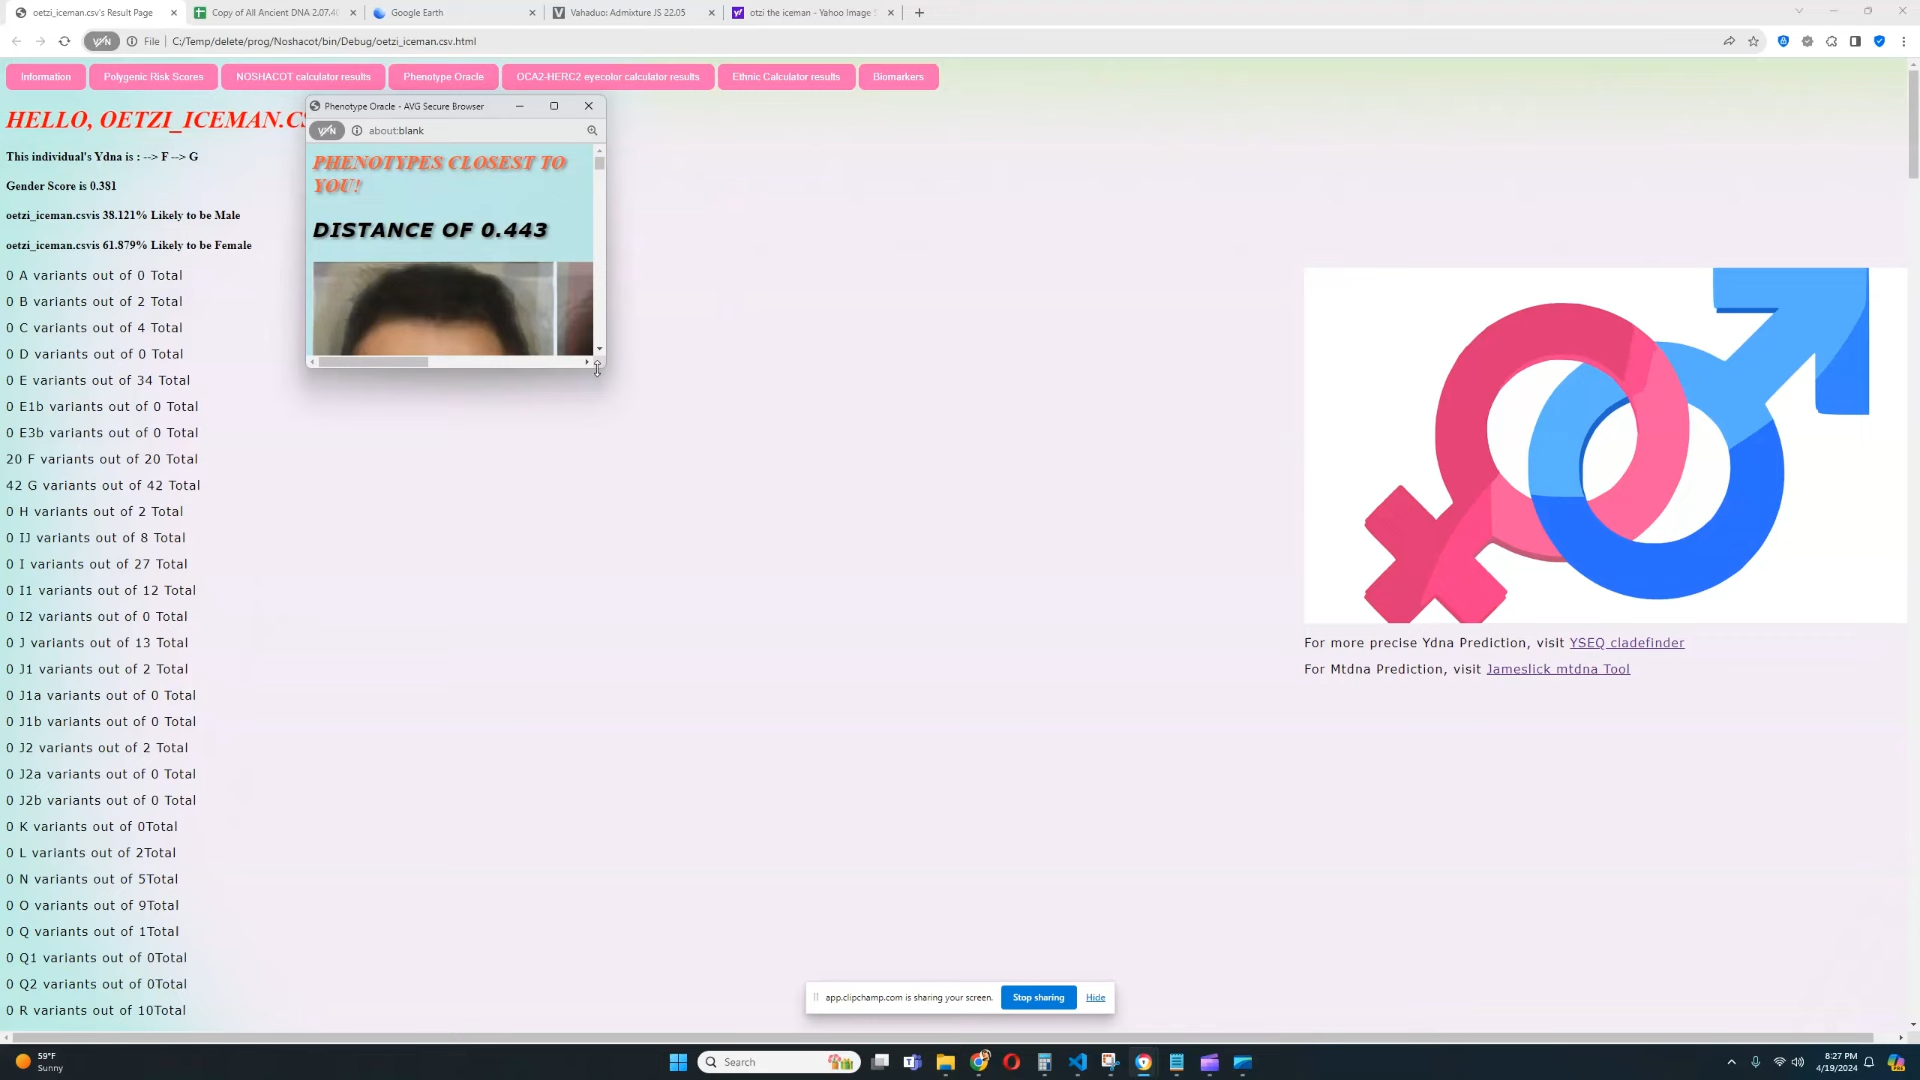 oetzi_iceman.csv's Result Page
Copy of All Ancient DNA 2.07.40
Google Earth
Vahaduo: Admixture JS 22.05
otzi the iceman - Yahoo Image S
VPN
File
C:/Temp/delete/prog/Noshacot/bin/Debug/oetzi_iceman.csv.html
Information
Polygenic Risk Scores
NOSHACOT calculator results
Phenotype Oracle
OCA2-HERC2 eyecolor calculator results
Ethnic Calculator results
Biomarkers
HELLO, OETZI_ICEMAN.CS
This individual's Ydna is : --> F --> G
Gender Score is 0.381
oetzi_iceman.csvis 38.121% Likely to be Male
oetzi_iceman.csvis 61.879% Likely to be Female
0 A variants out of 0 Total
0 B variants out of 2 Total
0 C variants out of 4 Total
0 D variants out of 0 Total
0 E variants out of 34 Total
0 E1b variants out of 0 Total
0 E3b variants out of 0 Total
20 F variants out of 20 Total
42 G variants out of 42 Total
0 H variants out of 2 Total
0 IJ variants out of 8 Total
0 I variants out of 27 Total
0 I1 variants out of 12 Total
0 I2 variants out of 0 Total
0 J variants out of 13 Total
0 J1 variants out of 2 Total
0 J1a variants out of 0 Total
0 J1b variants out of 0 Total
0 J2 variants out of 2 Total
0 J2a variants out of 0 Total
0 J2b variants out of 0 Total
0 K variants out of 0Total
0 L variants out of 2Total
0 N variants out of 5Total
0 O variants out of 9Total
0 Q variants out of 1Total
0 Q1 variants out of 0Total
0 Q2 variants out of 0Total
0 R variants out of 10Total
Phenotype Oracle - AVG Secure Browser
VPN
about:blank
PHENOTYPES CLOSEST TO
YOU!
DISTANCE OF 0.443
For more precise Ydna Prediction, visit YSEQ cladefinder
For Mtdna Prediction, visit Jameslick mtdna Tool
app.clipchamp.com is sharing your screen.
Stop sharing
Hide
59°F
Sunny
Search
8:27 PM
4/19/2024